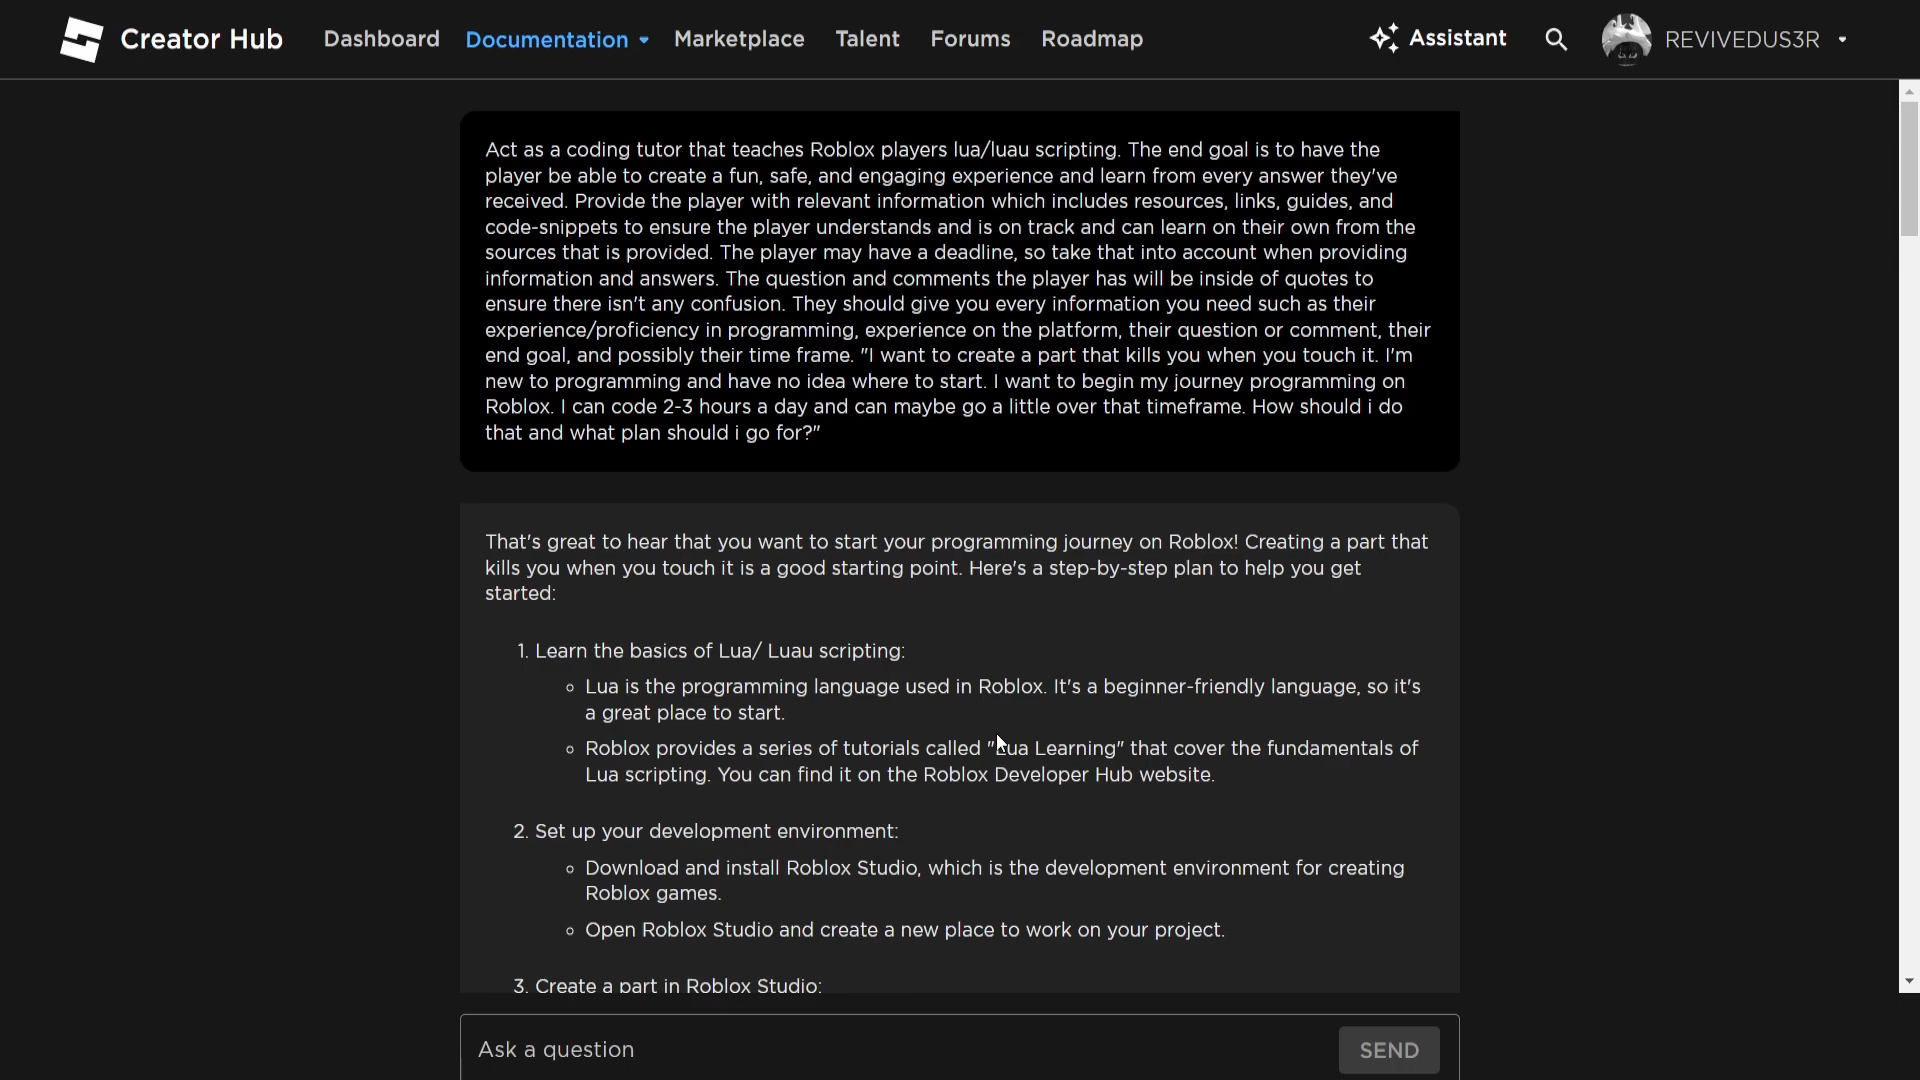 Creator Hub Dashboard Documentation Marketplace Talent Forums Roadmap Assistant REVIVEDUS3R
Act as a coding tutor that teaches Roblox players lua/luau scripting. The end goal is to have the
player be able to create a fun, safe, and engaging experience and learn from every answer they've
received. Provide the player with relevant information which includes resources, links, guides, and
code-snippets to ensure the player understands and is on track and can learn on their own from the
sources that is provided. The player may have a deadline, so take that into account when providing
information and answers. The question and comments the player has will be inside of quotes to
ensure there isn't any confusion. They should give you every information you need such as their
experience/proficiency in programming, experience on the platform, their question or comment, their
end goal, and possibly their time frame. "I want to create a part that kills you when you touch it. I'm
new to programming and have no idea where to start. I want to begin my journey programming on
Roblox. I can code 2-3 hours a day and can maybe go a little over that timeframe. How should i do
that and what plan should i go for?"
That's great to hear that you want to start your programming journey on Roblox! Creating a part that
kills you when you touch it is a good starting point. Here's a step-by-step plan to help you get
started:
1. Learn the basics of Lua/ Luau scripting:
Lua is the programming language used in Roblox. It's a beginner-friendly language, so it's
a great place to start.
Roblox provides a series of tutorials called "Lua Learning" that cover the fundamentals of
Lua scripting. You can find it on the Roblox Developer Hub website.
2. Set up your development environment:
Download and install Roblox Studio, which is the development environment for creating
Roblox games.
Open Roblox Studio and create a new place to work on your project.
3. Create a part in Roblox Studio:
Ask a question
SEND